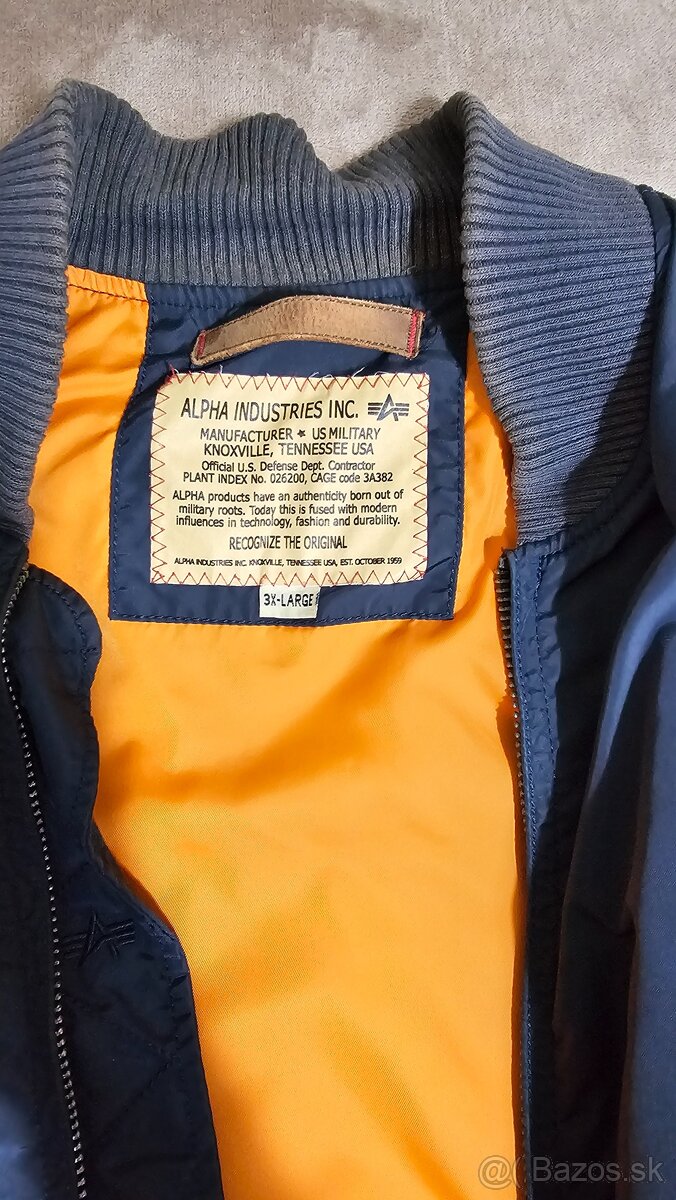 ALPHA INDUSTRIES INC.
MANUFACTURER ★ US MILITARY
KNOXVILLE, TENNESSEE USA
Official U.S. Defense Dept. Contractor
PLANT INDEX No. 026200, CAGE code 3A382
ALPHA products have an authenticity born out of
military roots. Today this is fused with modern
influences in technology, fashion and durability.
RECOGNIZE THE ORIGINAL
ALPHA INDUSTRIES INC. KNOXVILLE, TENNESSEE USA, EST. OCTOBER 1959
3X-LARGE
Bazos.sk